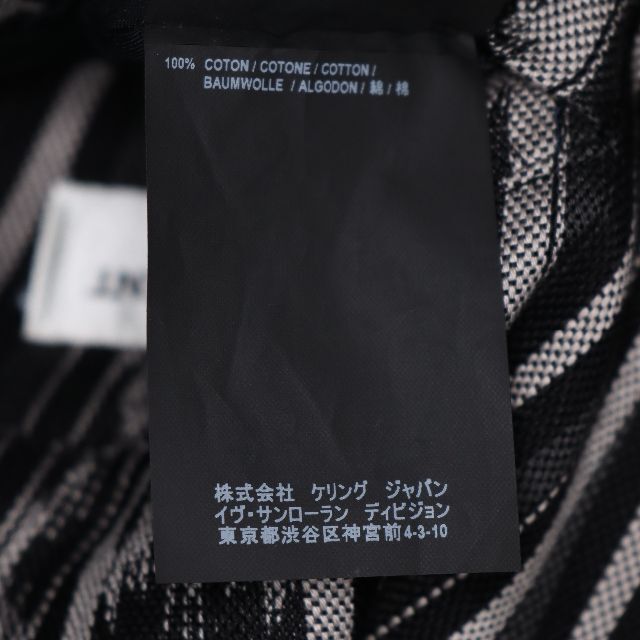 100% COTON / COTONE / COTTON /
BAUMWOLLE / ALGODON / 綿 / 棉
株式会社 ケリング ジャパン
イヴ・サンローラン ディビジョン
東京都渋谷区神宮前4-3-10